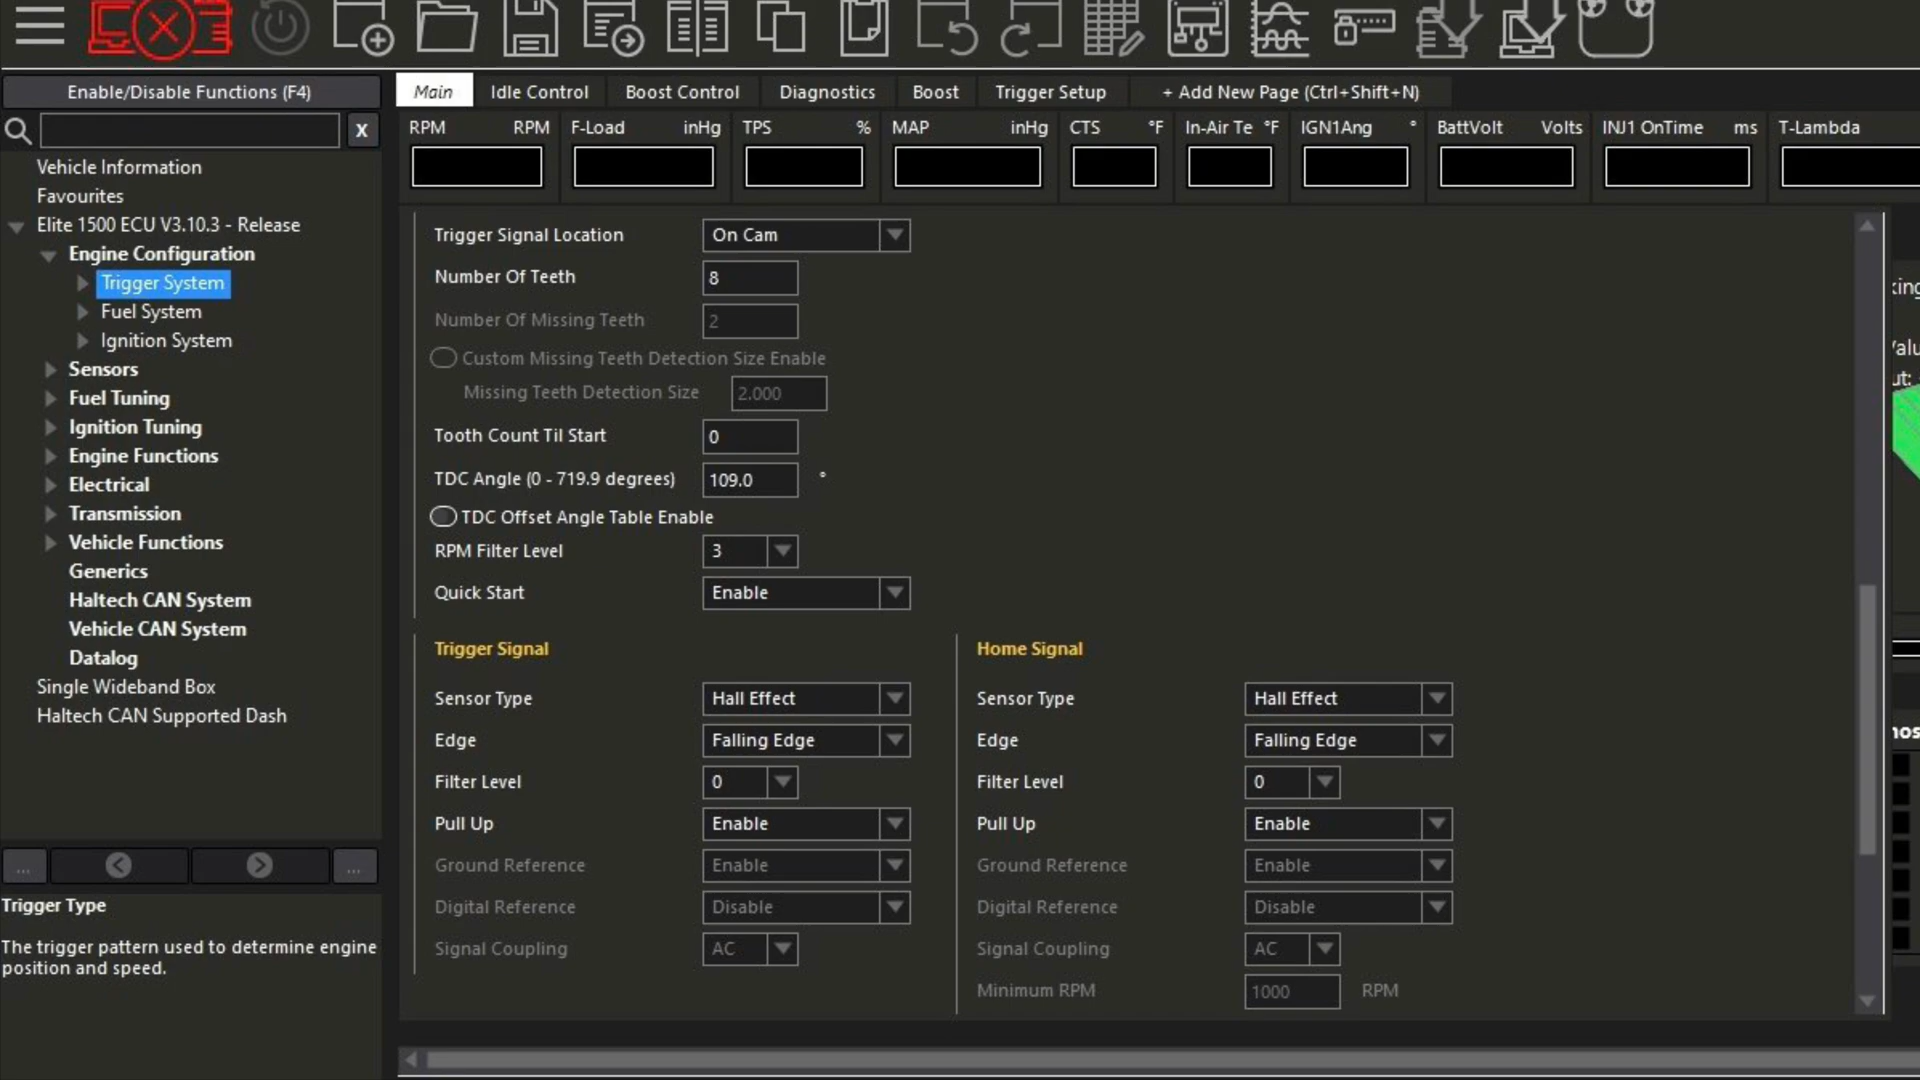 Enable/Disable Functions (F4)
Main
Idle Control
Boost Control
Diagnostics
Boost
Trigger Setup
+ Add New Page (Ctrl+Shift+N)
X
RPM RPM
F-Load inHg
TPS %
MAP inHg
CTS °F
In-Air Te °F
IGN1Ang °
BattVolt Volts
INJ1 OnTime ms
T-Lambda
Vehicle Information
Favourites
Elite 1500 ECU V3.10.3 - Release
Engine Configuration
Trigger System
Fuel System
Ignition System
Sensors
Fuel Tuning
Ignition Tuning
Engine Functions
Electrical
Transmission
Vehicle Functions
Generics
Haltech CAN System
Vehicle CAN System
Datalog
Single Wideband Box
Haltech CAN Supported Dash
... ...
Trigger Type
The trigger pattern used to determine engine
position and speed.
Trigger Signal Location On Cam
Number Of Teeth 8
Number Of Missing Teeth 2
Custom Missing Teeth Detection Size Enable
Missing Teeth Detection Size 2.000
Tooth Count Til Start 0
TDC Angle (0 - 719.9 degrees) 109.0 °
TDC Offset Angle Table Enable
RPM Filter Level 3
Quick Start Enable
Trigger Signal
Sensor Type Hall Effect
Edge Falling Edge
Filter Level 0
Pull Up Enable
Ground Reference Enable
Digital Reference Disable
Signal Coupling AC
Home Signal
Sensor Type Hall Effect
Edge Falling Edge
Filter Level 0
Pull Up Enable
Ground Reference Enable
Digital Reference Disable
Signal Coupling AC
Minimum RPM 1000 RPM